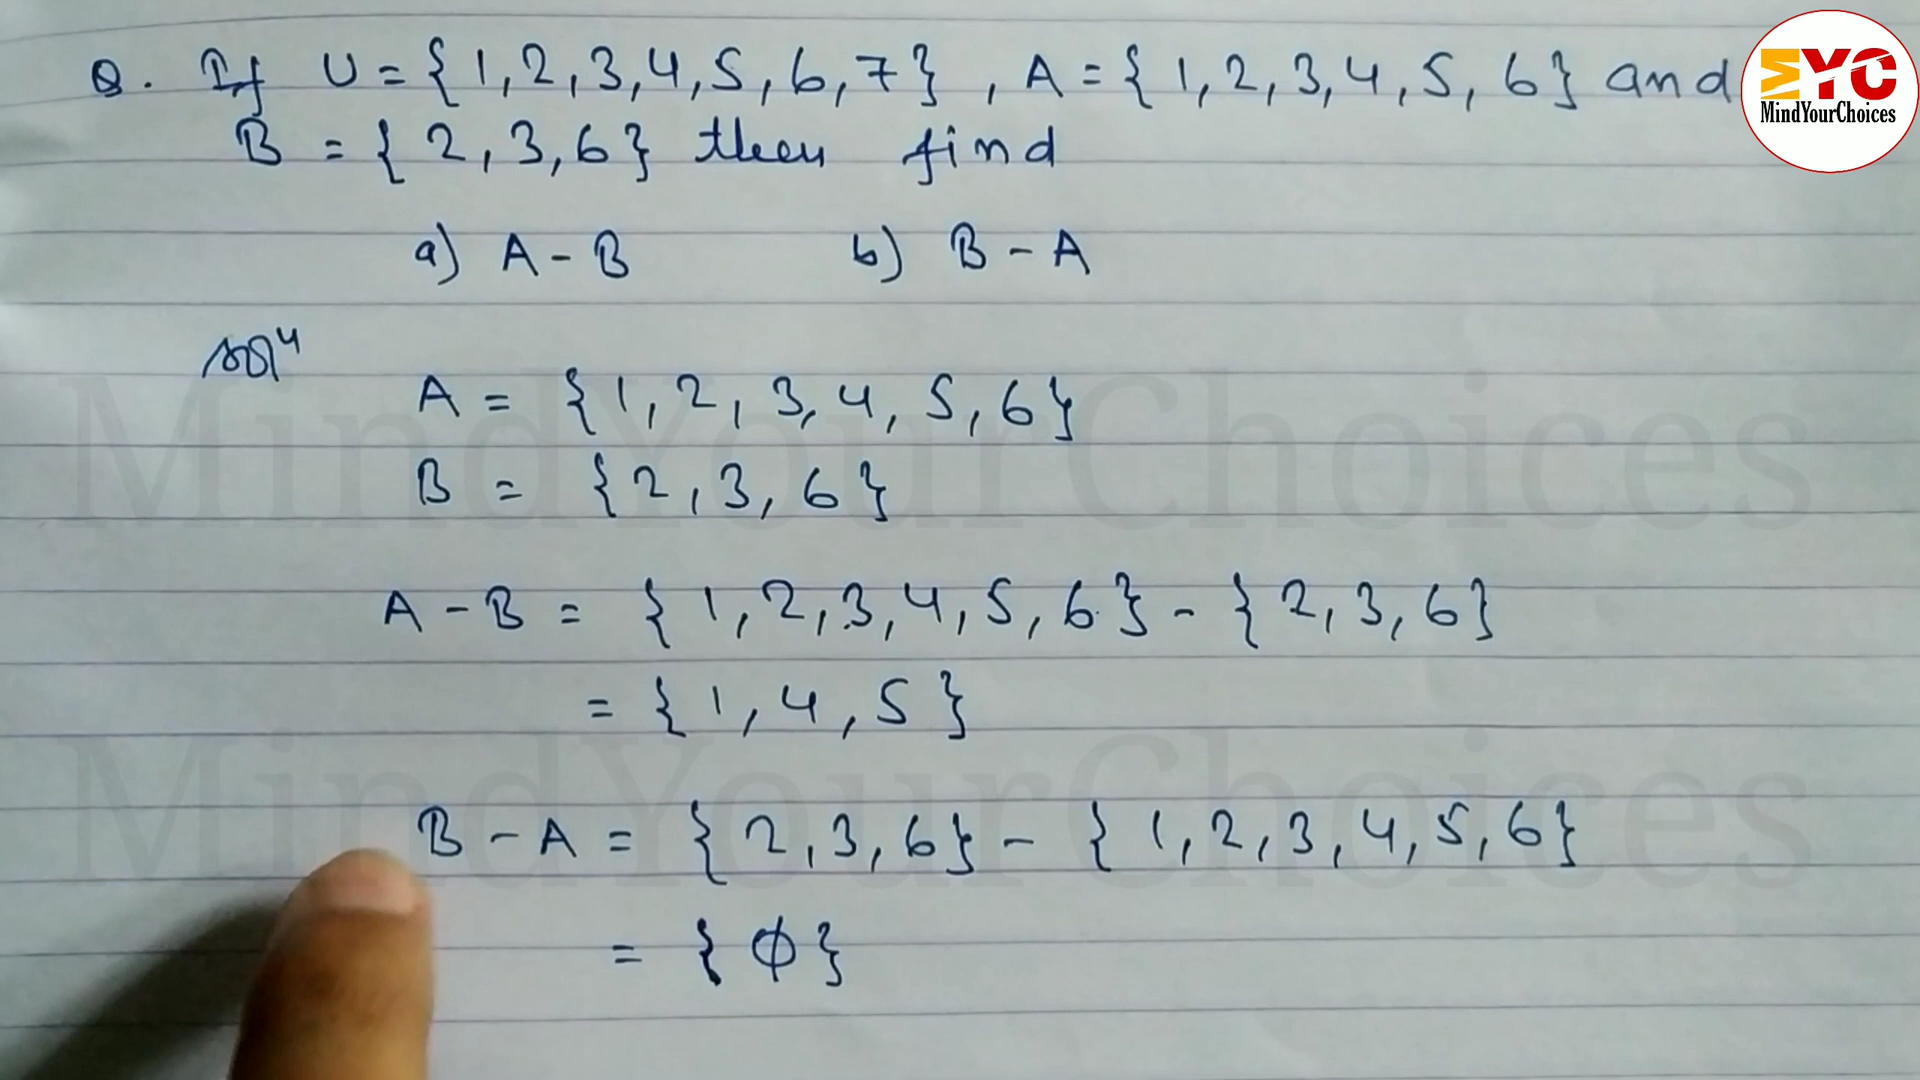 Q. If U = {1, 2, 3, 4, 5, 6, 7} , A = {1, 2, 3, 4, 5, 6} and
B = {2, 3, 6} then find
a) A - B b) B - A
Solⁿ
A = {1, 2, 3, 4, 5, 6}
B = {2, 3, 6}
A - B = {1, 2, 3, 4, 5, 6} - {2, 3, 6}
= {1, 4, 5}
B - A = {2, 3, 6} - {1, 2, 3, 4, 5, 6}
= {ϕ}
MYC
MindYourChoices
MindYourChoices
MindYourChoices